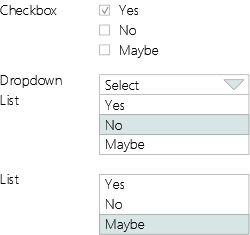 Checkbox Yes
No
Maybe
Dropdown List Select
Yes
No
Maybe
List Yes
No
Maybe